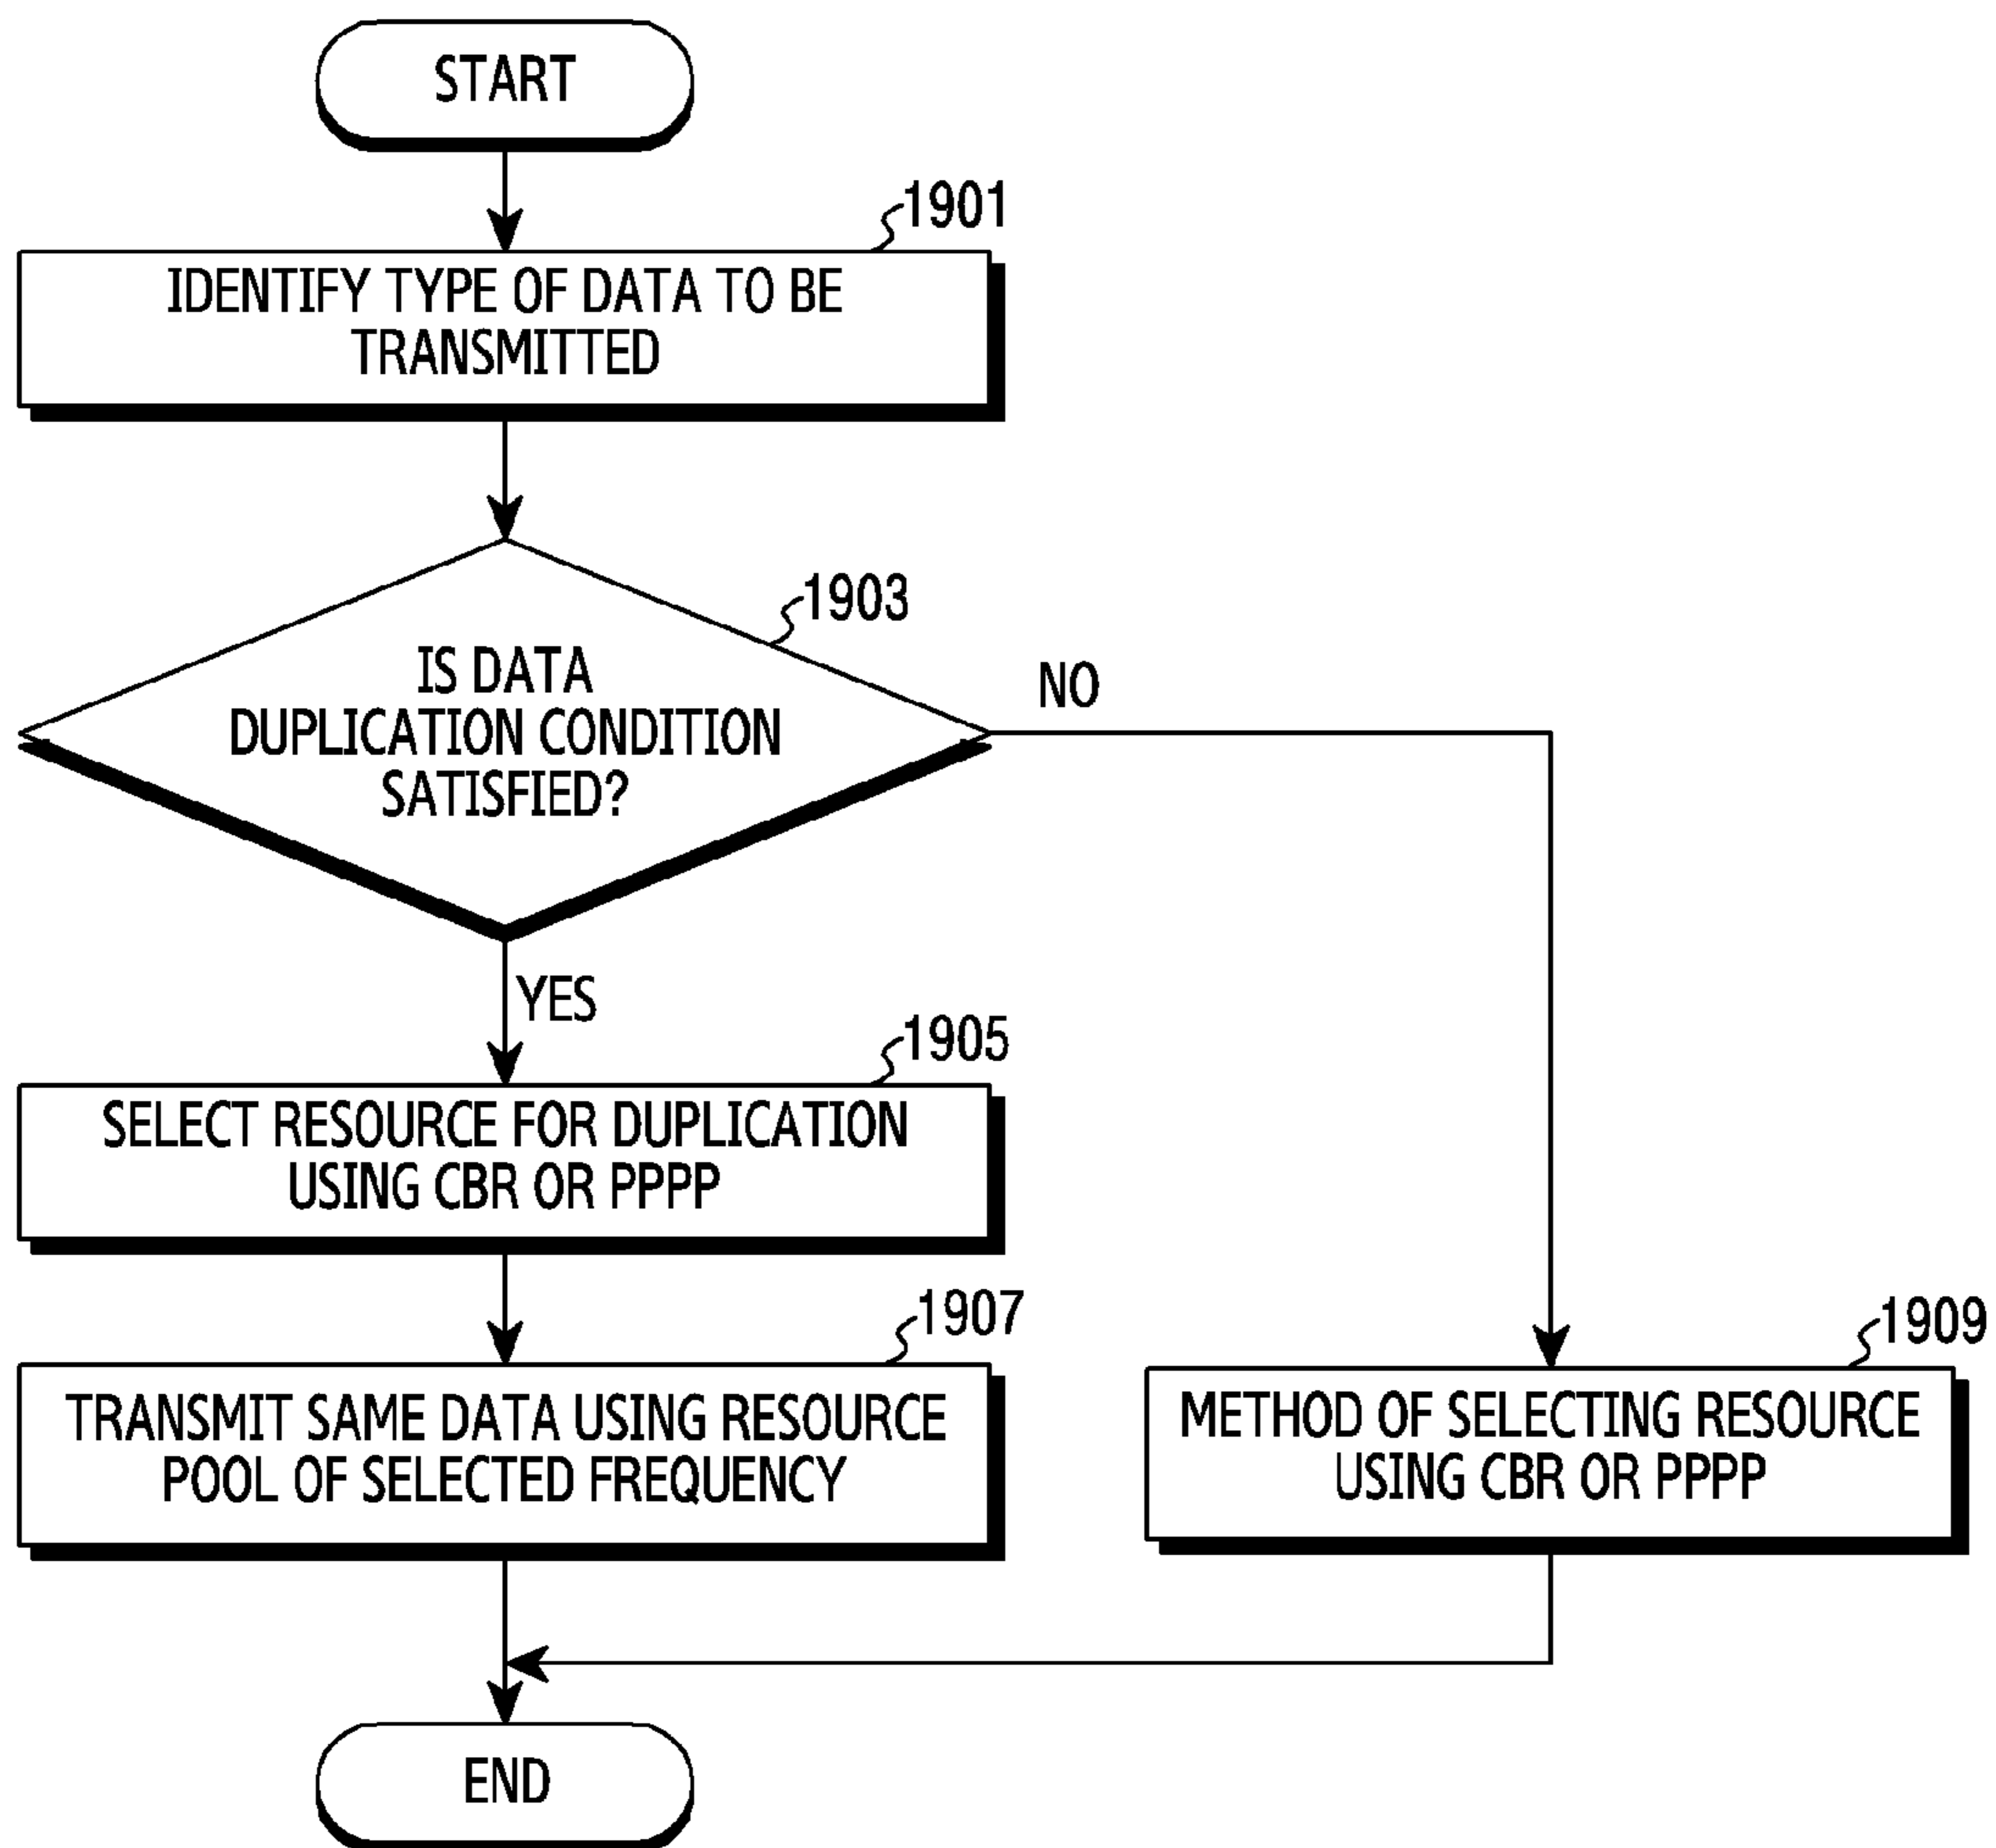 START
1901
IDENTIFY TYPE OF DATA TO BE
TRANSMITTED
1903
IS DATA
DUPLICATION CONDITION
SATISFIED?
NO
YES
1905
SELECT RESOURCE FOR DUPLICATION
USING CBR OR PPPP
1907
TRANSMIT SAME DATA USING RESOURCE
POOL OF SELECTED FREQUENCY
1909
METHOD OF SELECTING RESOURCE
USING CBR OR PPPP
END